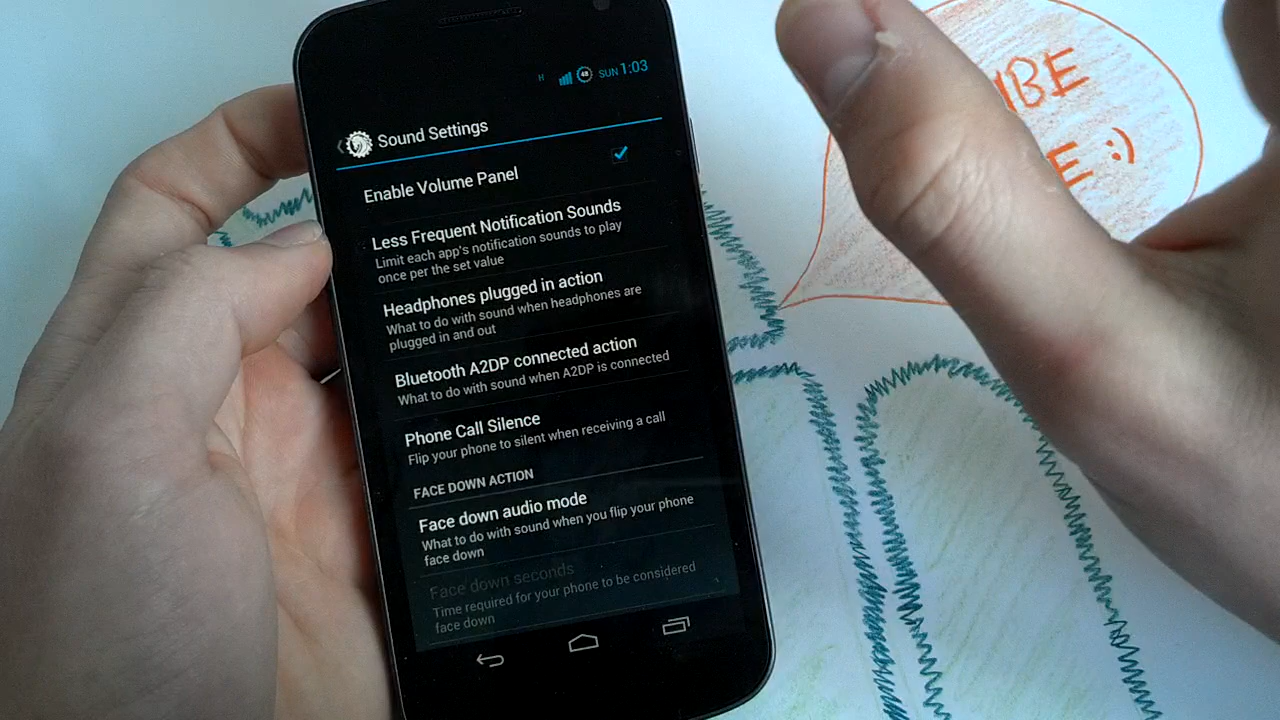 H 48 SUN 1:03
Sound Settings
Enable Volume Panel
Less Frequent Notification Sounds
Limit each app's notification sounds to play
once per the set value
Headphones plugged in action
What to do with sound when headphones are
plugged in and out
Bluetooth A2DP connected action
What to do with sound when A2DP is connected
Phone Call Silence
Flip your phone to silent when receiving a call
FACE DOWN ACTION
Face down audio mode
What to do with sound when you flip your phone
face down
Face down seconds
Time required for your phone to be considered
face down
IBE
E :)